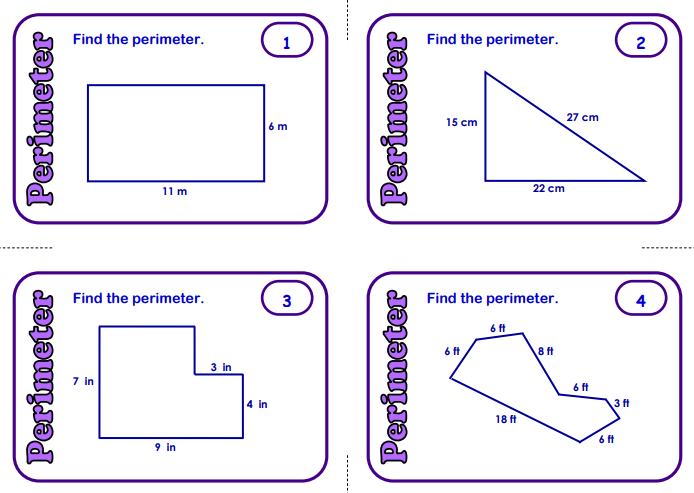 Perimeter
Find the perimeter.
1
6 m
11 m
Perimeter
Find the perimeter.
2
15 cm
27 cm
22 cm
Perimeter
Find the perimeter.
3
7 in
3 in
4 in
9 in
Perimeter
Find the perimeter.
4
6 ft
6 ft
8 ft
6 ft
3 ft
18 ft
6 ft